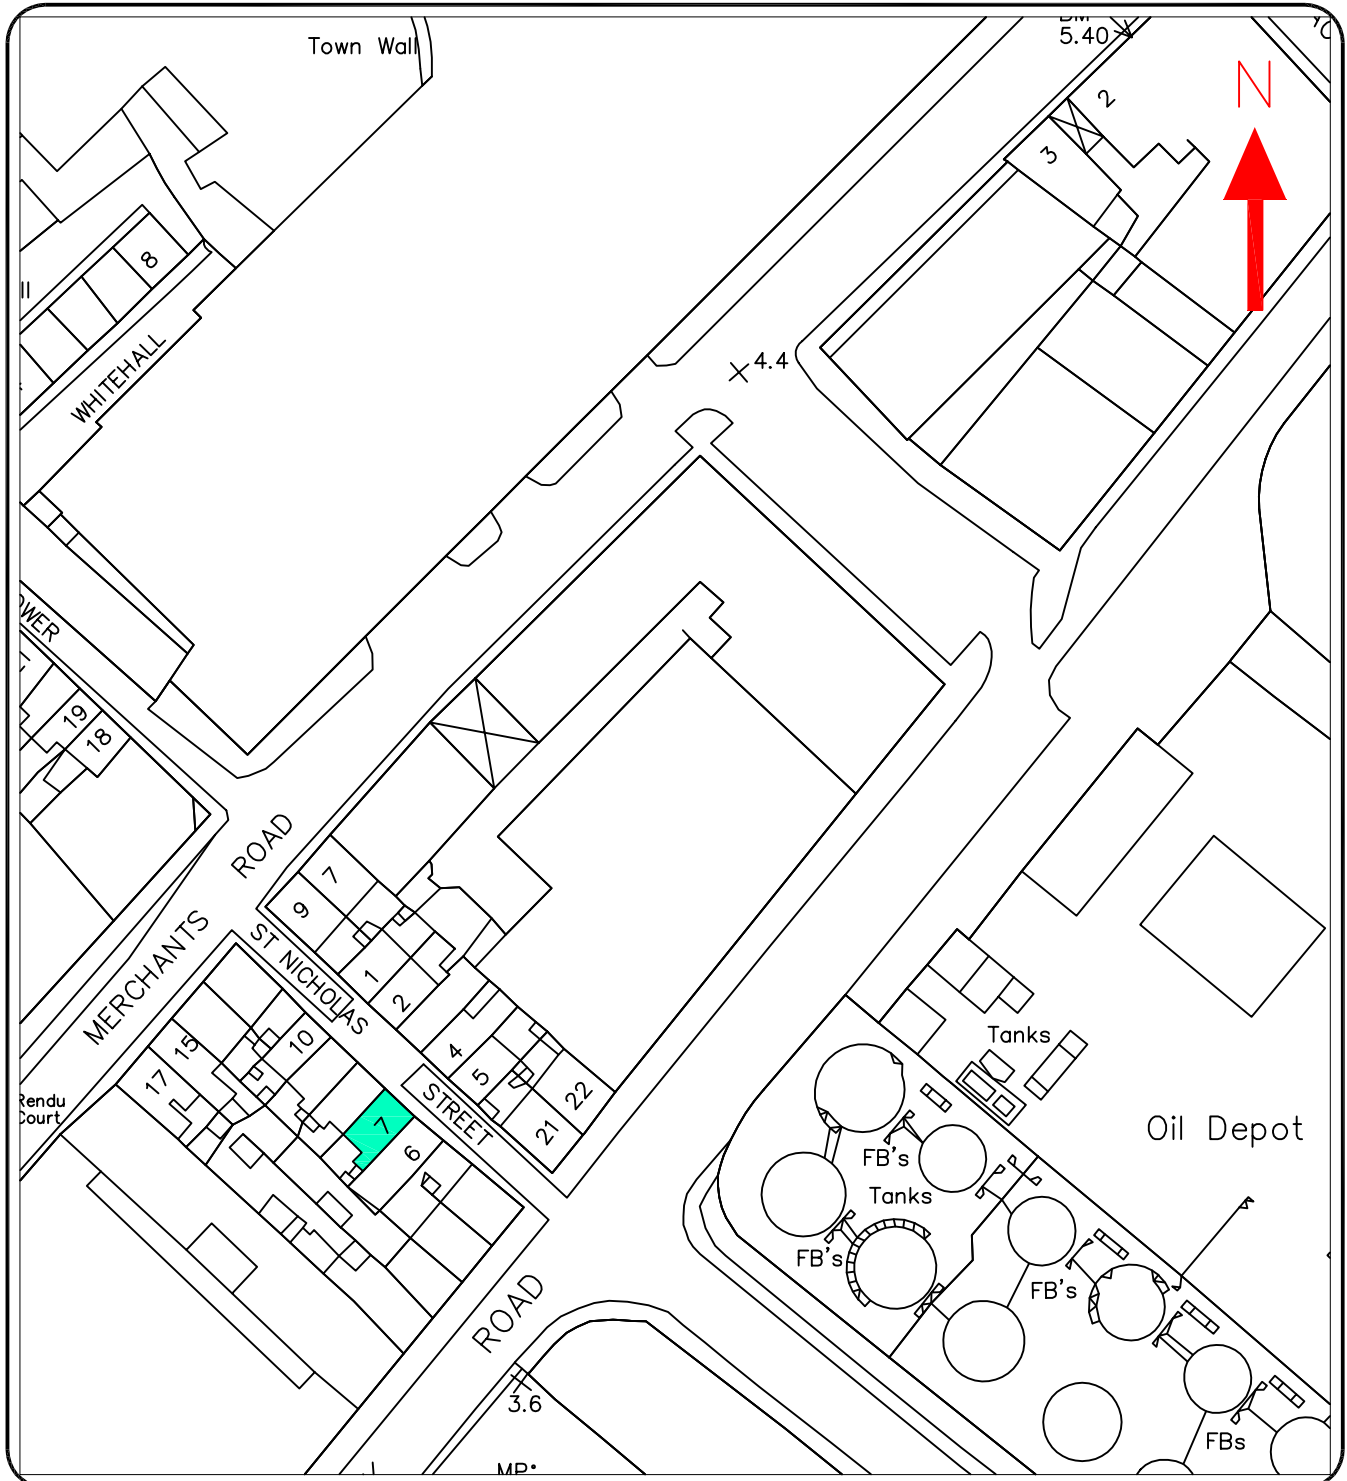 Town Wall
5.40
N
2
3
8
WHITEHALL
4.4
19
18
ROAD
7
9
ST NICHOLAS
MERCHANTS
1
2
10
15
17
4
5
22
21
STREET
7
6
Rendu
Court
Tanks
Oil Depot
FB's
Tanks
FB's
FB's
ROAD
3.6
FBs